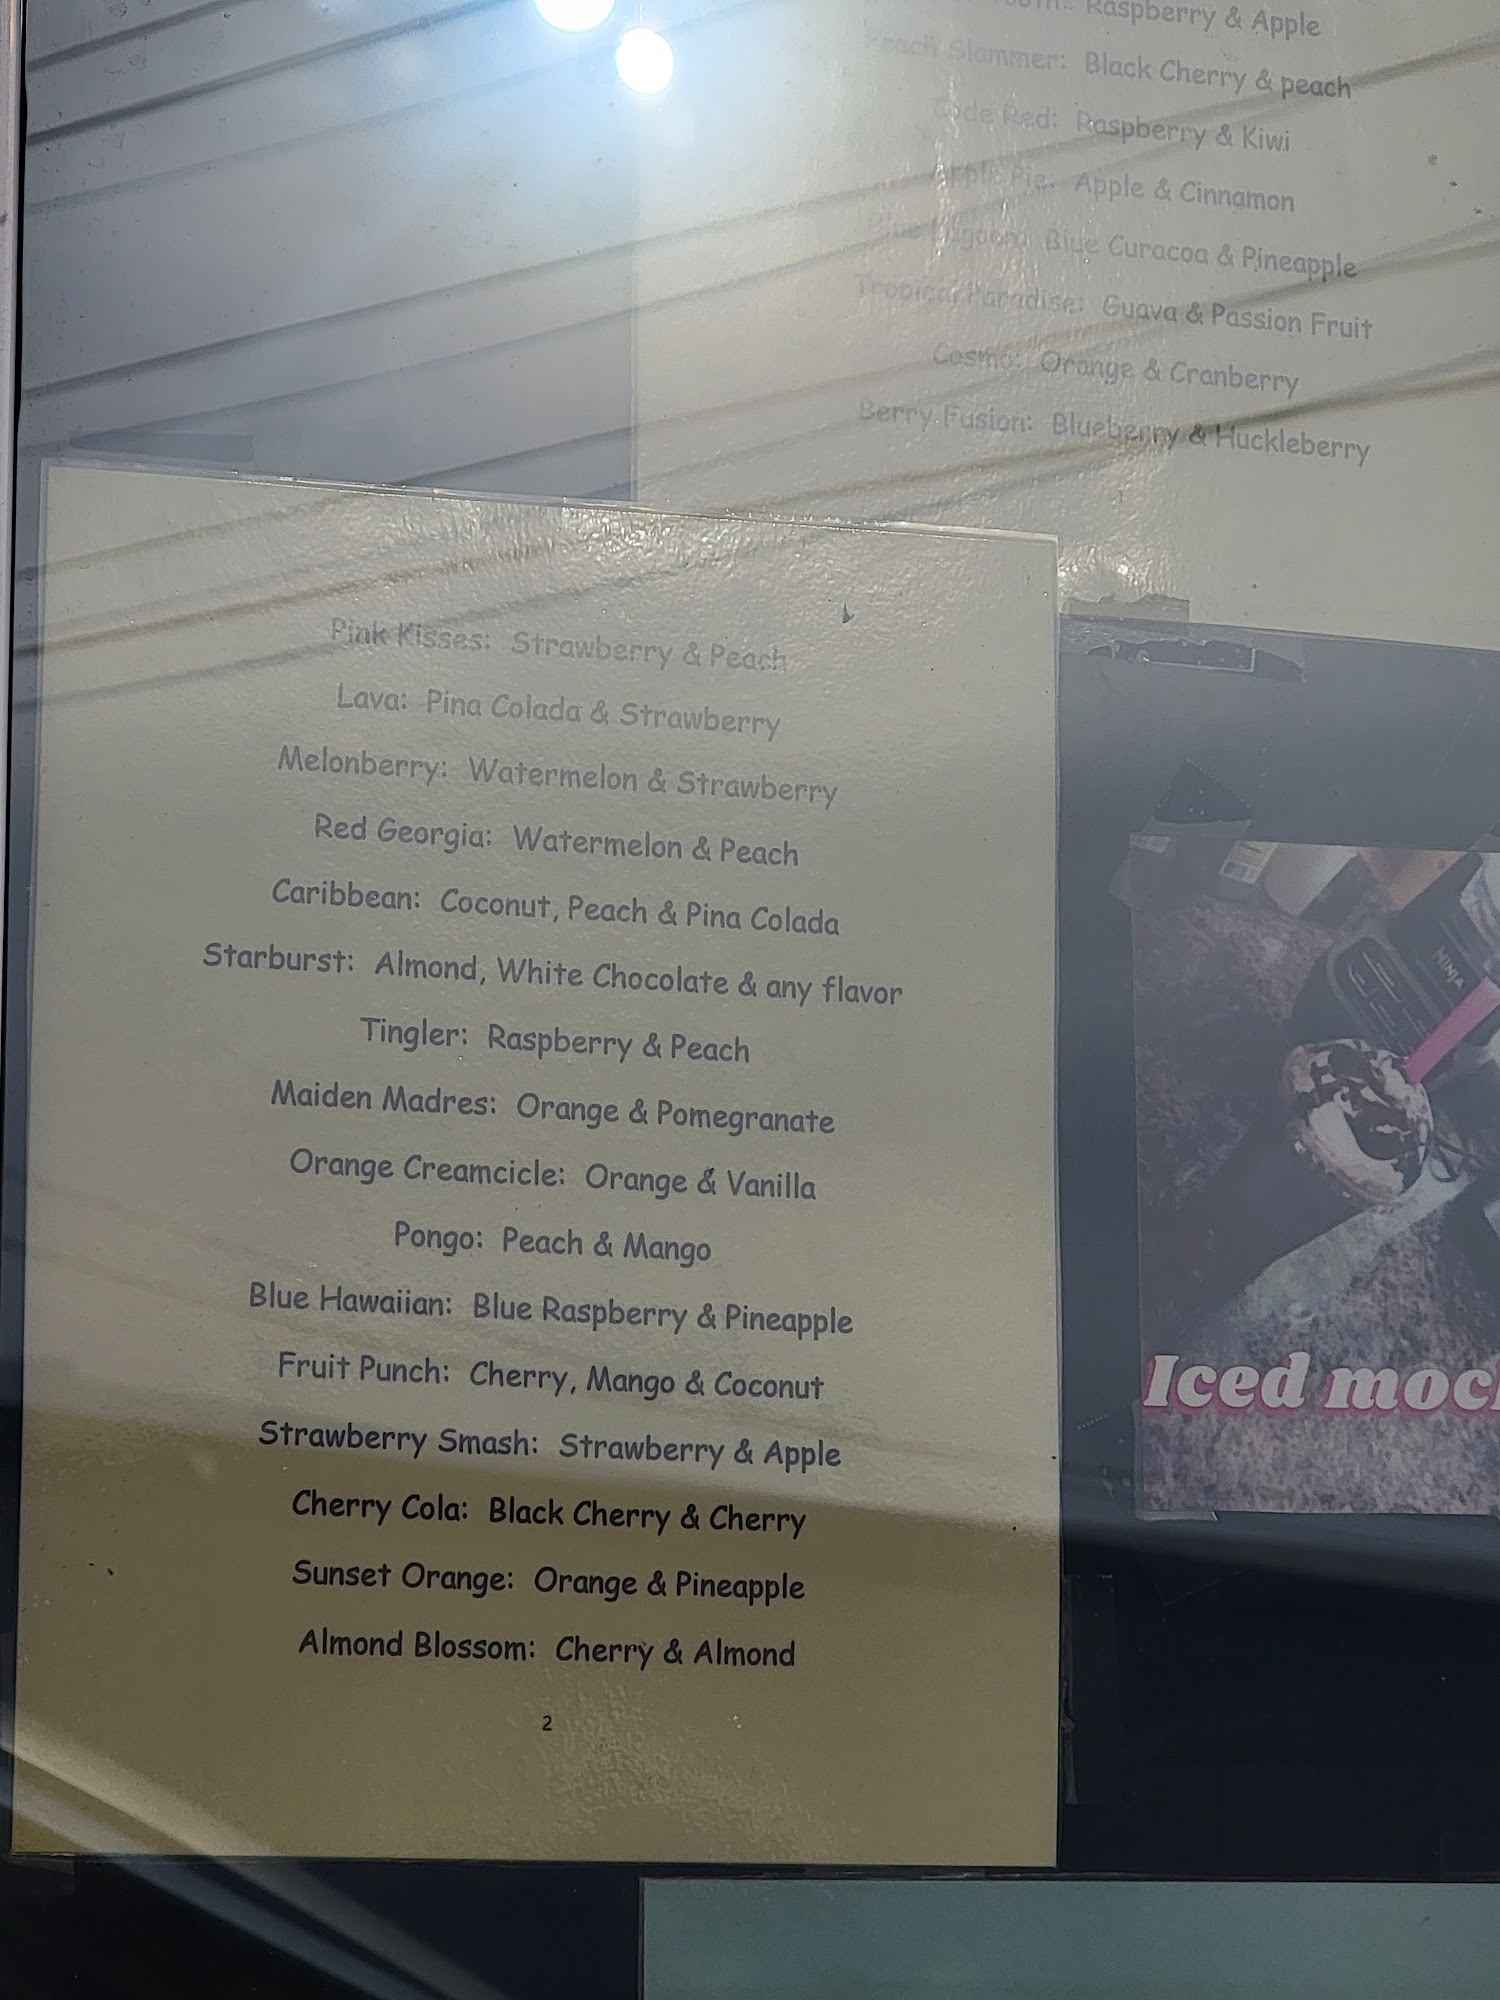 Raspberry & Apple
Peach Slammer: Black Cherry & peach
Code Red: Raspberry & Kiwi
Apple Pie: Apple & Cinnamon
Blue Curacoa & Pineapple
Tropical Paradise: Guava & Passion Fruit
Cosmo: Orange & Cranberry
Berry Fusion: Blueberry & Huckleberry
Pink Kisses: Strawberry & Peach
Lava: Pina Colada & Strawberry
Melonberry: Watermelon & Strawberry
Red Georgia: Watermelon & Peach
Caribbean: Coconut, Peach & Pina Colada
Starburst: Almond, White Chocolate & any flavor
Tingler: Raspberry & Peach
Maiden Madres: Orange & Pomegranate
Orange Creamcicle: Orange & Vanilla
Pongo: Peach & Mango
Blue Hawaiian: Blue Raspberry & Pineapple
Fruit Punch: Cherry, Mango & Coconut
Strawberry Smash: Strawberry & Apple
Cherry Cola: Black Cherry & Cherry
Sunset Orange: Orange & Pineapple
Almond Blossom: Cherry & Almond
2
NINJA
Iced moch